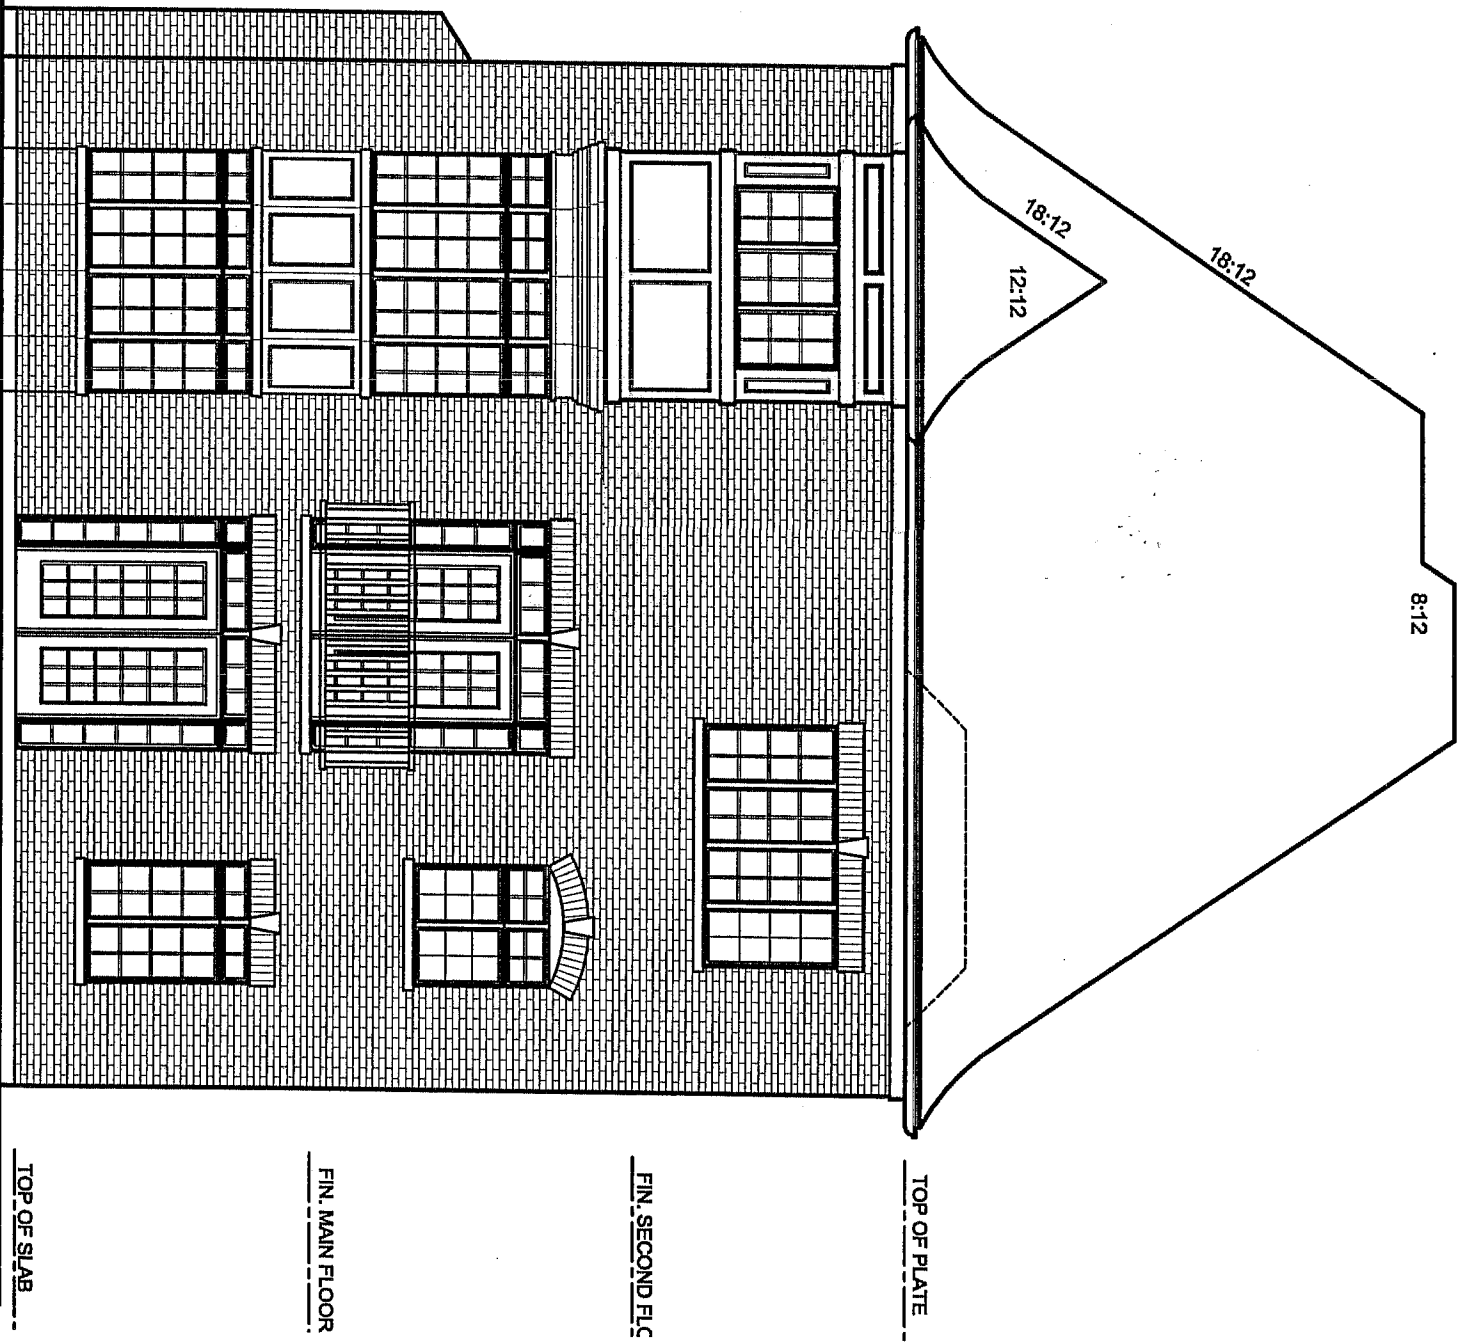 8:12
18:12
18:12
12:12
TOP OF PLATE
FIN. SECOND FLO
FIN. MAIN FLOOR
TOP OF SLAB